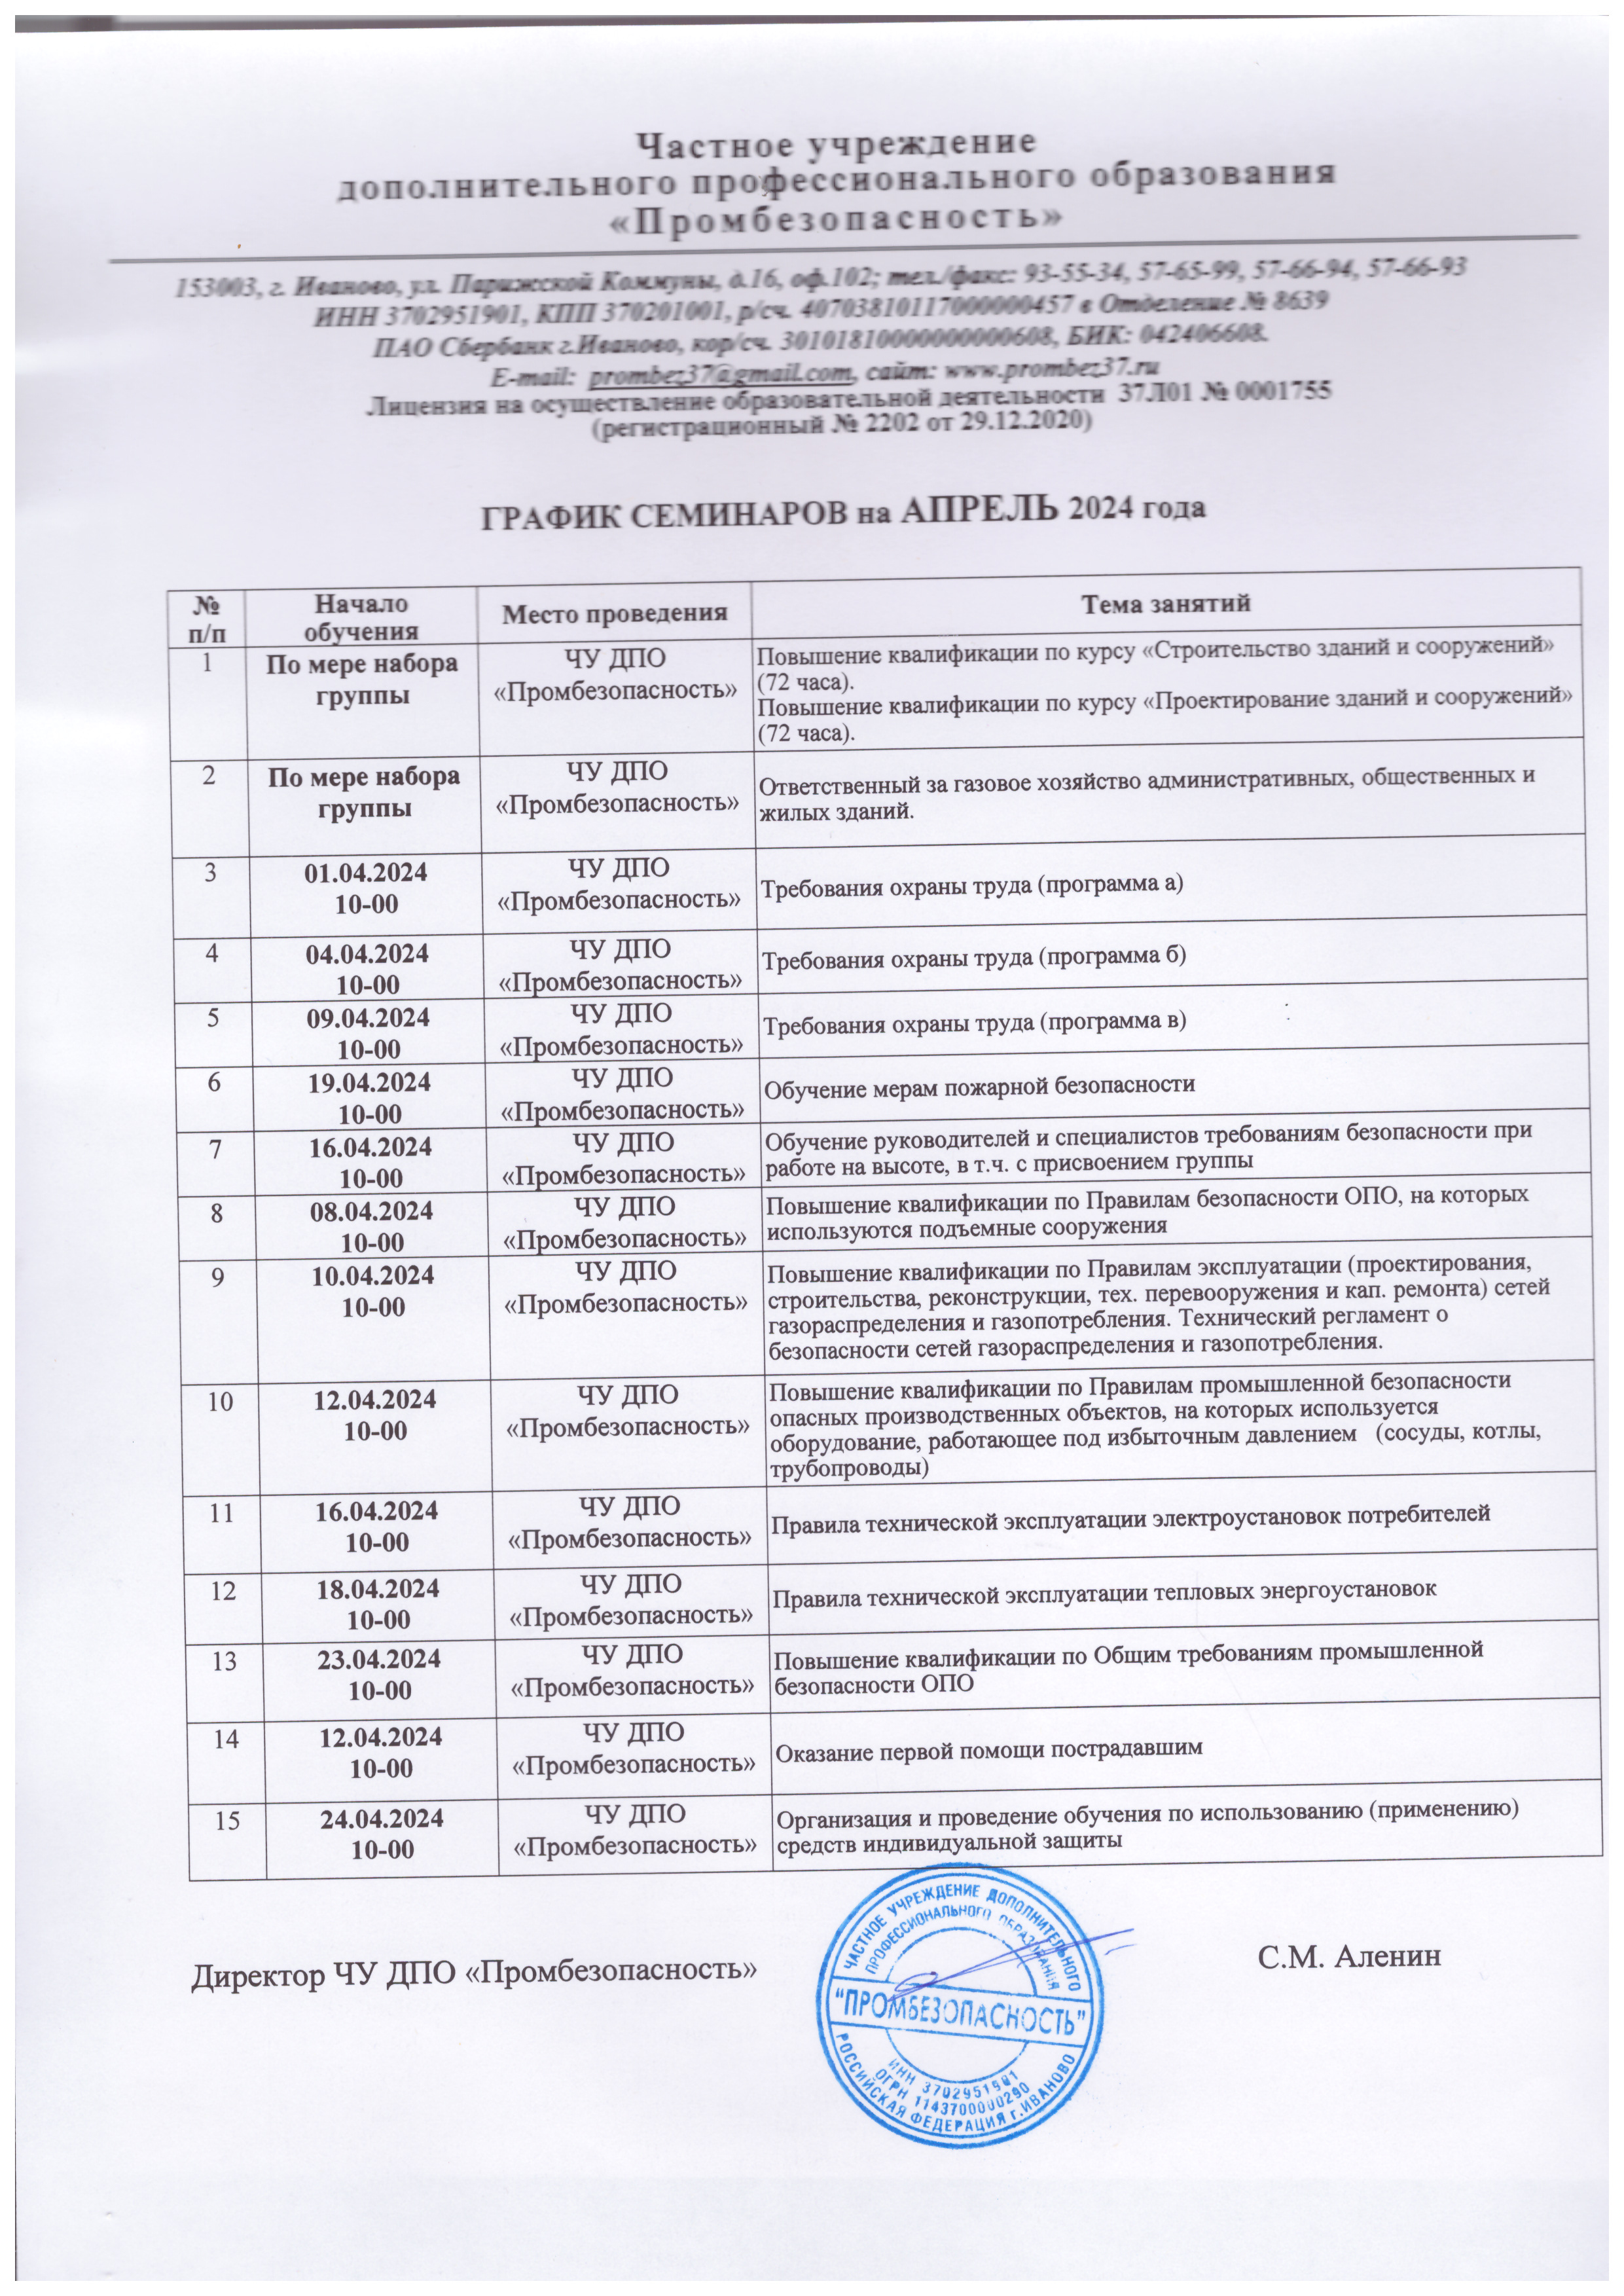 Частное учреждение
дополнительного профессионального образования
«Промбезопасность»
153003, г. Иваново, ул. Парижской Коммуны, д.16, оф.102; тел./факс: 93-55-34, 57-65-99, 57-66-94, 57-66-93
ИНН 3702951901, КПП 370201001, р/сч. 40703810117000000457 в Отделение № 8639
ПАО Сбербанк г.Иваново, кор/сч. 30101810000000000608, БИК: 042406608.
E-mail: prombez37@gmail.com, сайт: www.prombez37.ru
Лицензия на осуществление образовательной деятельности 37Л01 № 0001755
(регистрационный № 2202 от 29.12.2020)
ГРАФИК СЕМИНАРОВ на АПРЕЛЬ 2024 года
№ п/п Начало обучения Место проведения Тема занятий
1 По мере набора группы ЧУ ДПО «Промбезопасность» Повышение квалификации по курсу «Строительство зданий и сооружений»
(72 часа).
Повышение квалификации по курсу «Проектирование зданий и сооружений»
(72 часа).
2 По мере набора группы ЧУ ДПО «Промбезопасность» Ответственный за газовое хозяйство административных, общественных и
жилых зданий.
3 01.04.2024 10-00 ЧУ ДПО «Промбезопасность» Требования охраны труда (программа а)
4 04.04.2024 10-00 ЧУ ДПО «Промбезопасность» Требования охраны труда (программа б)
5 09.04.2024 10-00 ЧУ ДПО «Промбезопасность» Требования охраны труда (программа в)
6 19.04.2024 10-00 ЧУ ДПО «Промбезопасность» Обучение мерам пожарной безопасности
7 16.04.2024 10-00 ЧУ ДПО «Промбезопасность» Обучение руководителей и специалистов требованиям безопасности при
работе на высоте, в т.ч. с присвоением группы
8 08.04.2024 10-00 ЧУ ДПО «Промбезопасность» Повышение квалификации по Правилам безопасности ОПО, на которых
используются подъемные сооружения
9 10.04.2024 10-00 ЧУ ДПО «Промбезопасность» Повышение квалификации по Правилам эксплуатации (проектирования,
строительства, реконструкции, тех. перевооружения и кап. ремонта) сетей
газораспределения и газопотребления. Технический регламент о
безопасности сетей газораспределения и газопотребления.
10 12.04.2024 10-00 ЧУ ДПО «Промбезопасность» Повышение квалификации по Правилам промышленной безопасности
опасных производственных объектов, на которых используется
оборудование, работающее под избыточным давлением (сосуды, котлы,
трубопроводы)
11 16.04.2024 10-00 ЧУ ДПО «Промбезопасность» Правила технической эксплуатации электроустановок потребителей
12 18.04.2024 10-00 ЧУ ДПО «Промбезопасность» Правила технической эксплуатации тепловых энергоустановок
13 23.04.2024 10-00 ЧУ ДПО «Промбезопасность» Повышение квалификации по Общим требованиям промышленной
безопасности ОПО
14 12.04.2024 10-00 ЧУ ДПО «Промбезопасность» Оказание первой помощи пострадавшим
15 24.04.2024 10-00 ЧУ ДПО «Промбезопасность» Организация и проведение обучения по использованию (применению)
средств индивидуальной защиты
Директор ЧУ ДПО «Промбезопасность» С.М. Аленин
ЧАСТНОЕ УЧРЕЖДЕНИЕ ДОПОЛНИТЕЛЬНОГО
ПРОФЕССИОНАЛЬНОГО ОБРАЗОВАНИЯ
"ПРОМБЕЗОПАСНОСТЬ"
ИНН 3702951901
ОГРН 1143700000290
РОССИЙСКАЯ ФЕДЕРАЦИЯ г.ИВАНОВО